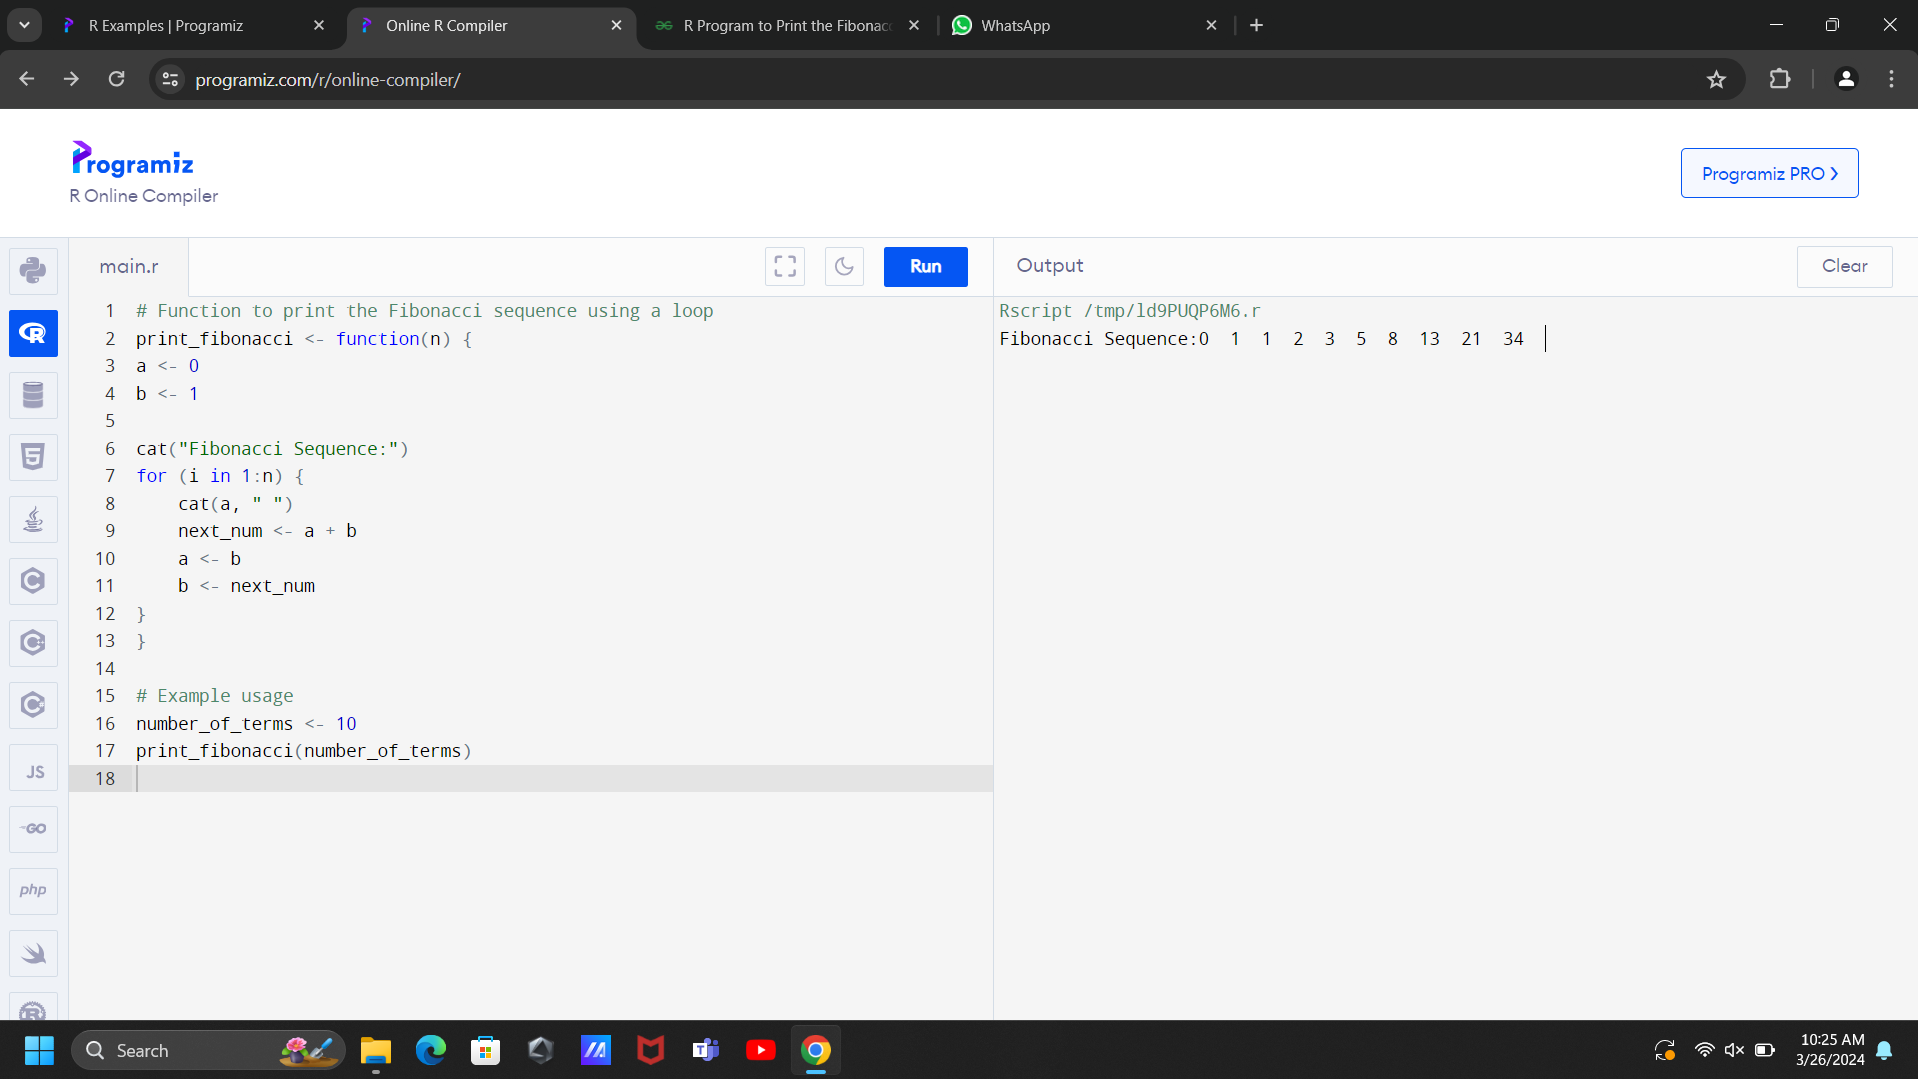 R Examples | Programiz
Online R Compiler
R Program to Print the Fibonacc
WhatsApp
programiz.com/r/online-compiler/
Programiz
R Online Compiler
Programiz PRO >
main.r
Run
1 # Function to print the Fibonacci sequence using a loop
2 print_fibonacci <- function(n) {
3 a <- 0
4 b <- 1
5
6 cat("Fibonacci Sequence:")
7 for (i in 1:n) {
8     cat(a, " ")
9     next_num <- a + b
10     a <- b
11     b <- next_num
12 }
13 }
14
15 # Example usage
16 number_of_terms <- 10
17 print_fibonacci(number_of_terms)
18
Output
Clear
Rscript /tmp/ld9PUQP6M6.r
Fibonacci Sequence:0  1  1  2  3  5  8  13  21  34
JS
GO
php
Search
10:25 AM
3/26/2024